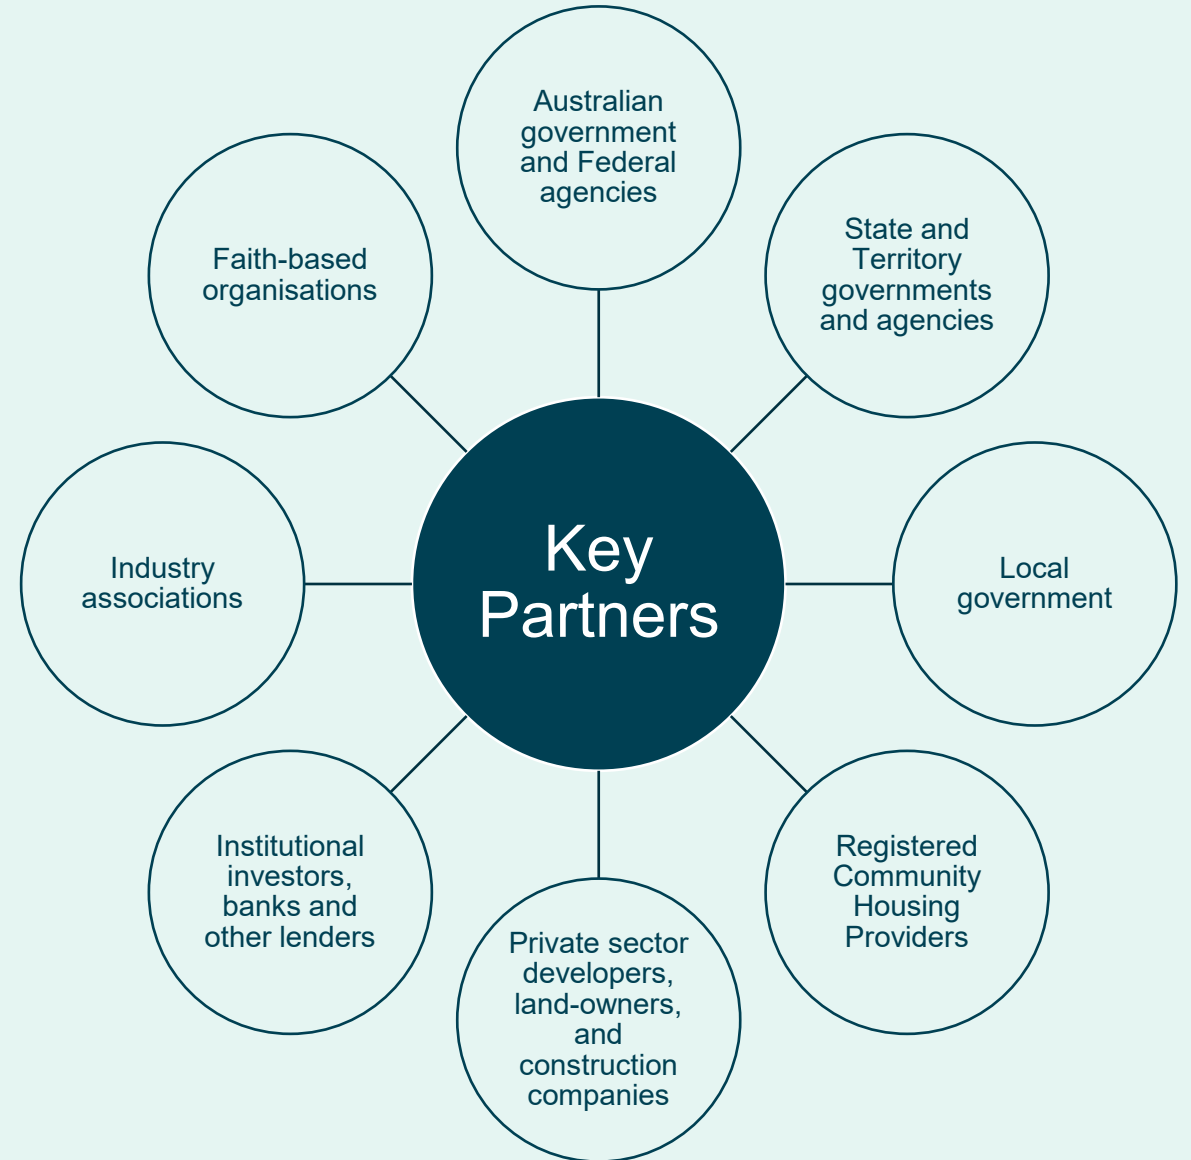 Australian
government
and Federal
agencies
State and
Territory
governments
and agencies
Local
government
Registered
Community
Housing
Providers
Private sector
developers,
land-owners,
and
construction
companies
Institutional
investors,
banks and
other lenders
Industry
associations
Faith-based
organisations
Key
Partners